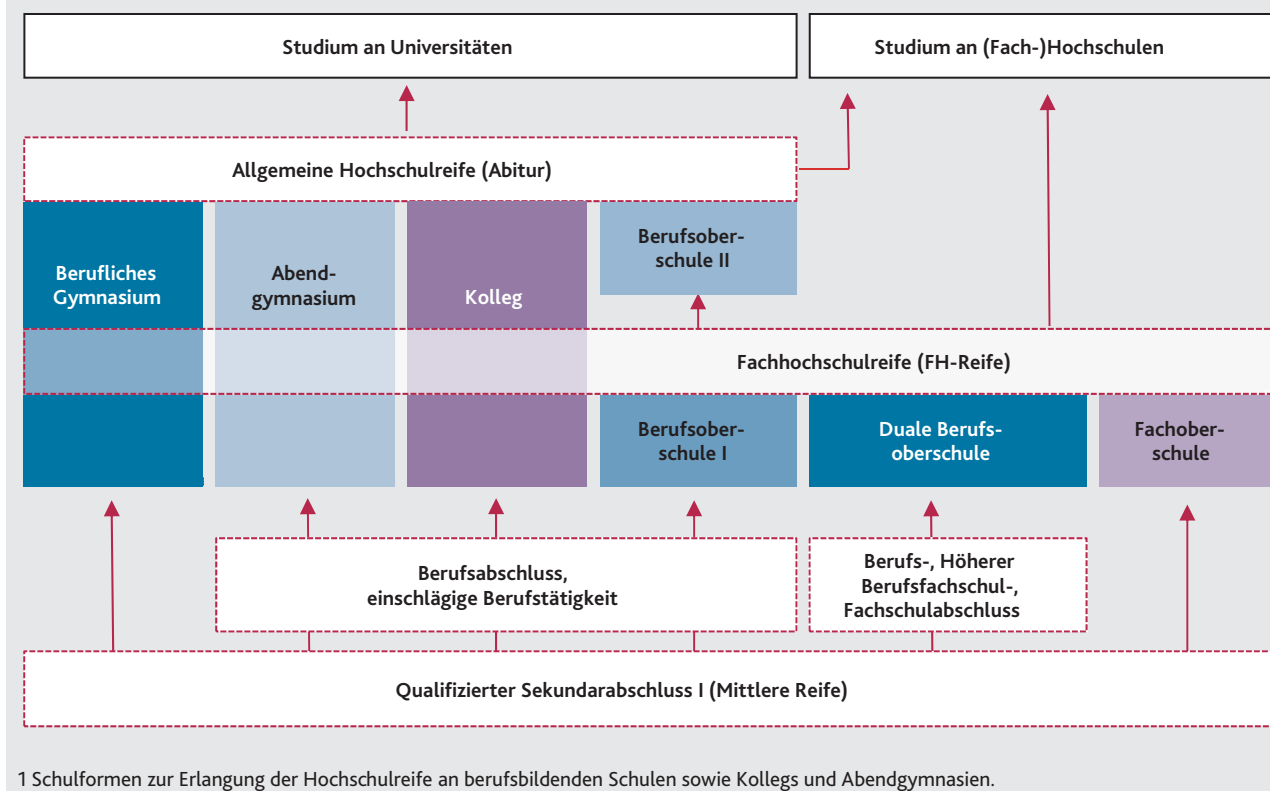 Studium an Universitäten
Studium an (Fach-)Hochschulen
Allgemeine Hochschulreife (Abitur)
Berufliches
Gymnasium
Abend-
gymnasium
Kolleg
Berufsober-
schule II
Fachhochschulreife (FH-Reife)
Berufsober-
schule I
Duale Berufs-
oberschule
Fachober-
schule
Berufsabschluss,
einschlägige Berufstätigkeit
Berufs-, Höherer
Berufsfachschul-,
Fachschulabschluss
Qualifizierter Sekundarabschluss I (Mittlere Reife)
1 Schulformen zur Erlangung der Hochschulreife an berufsbildenden Schulen sowie Kollegs und Abendgymnasien.